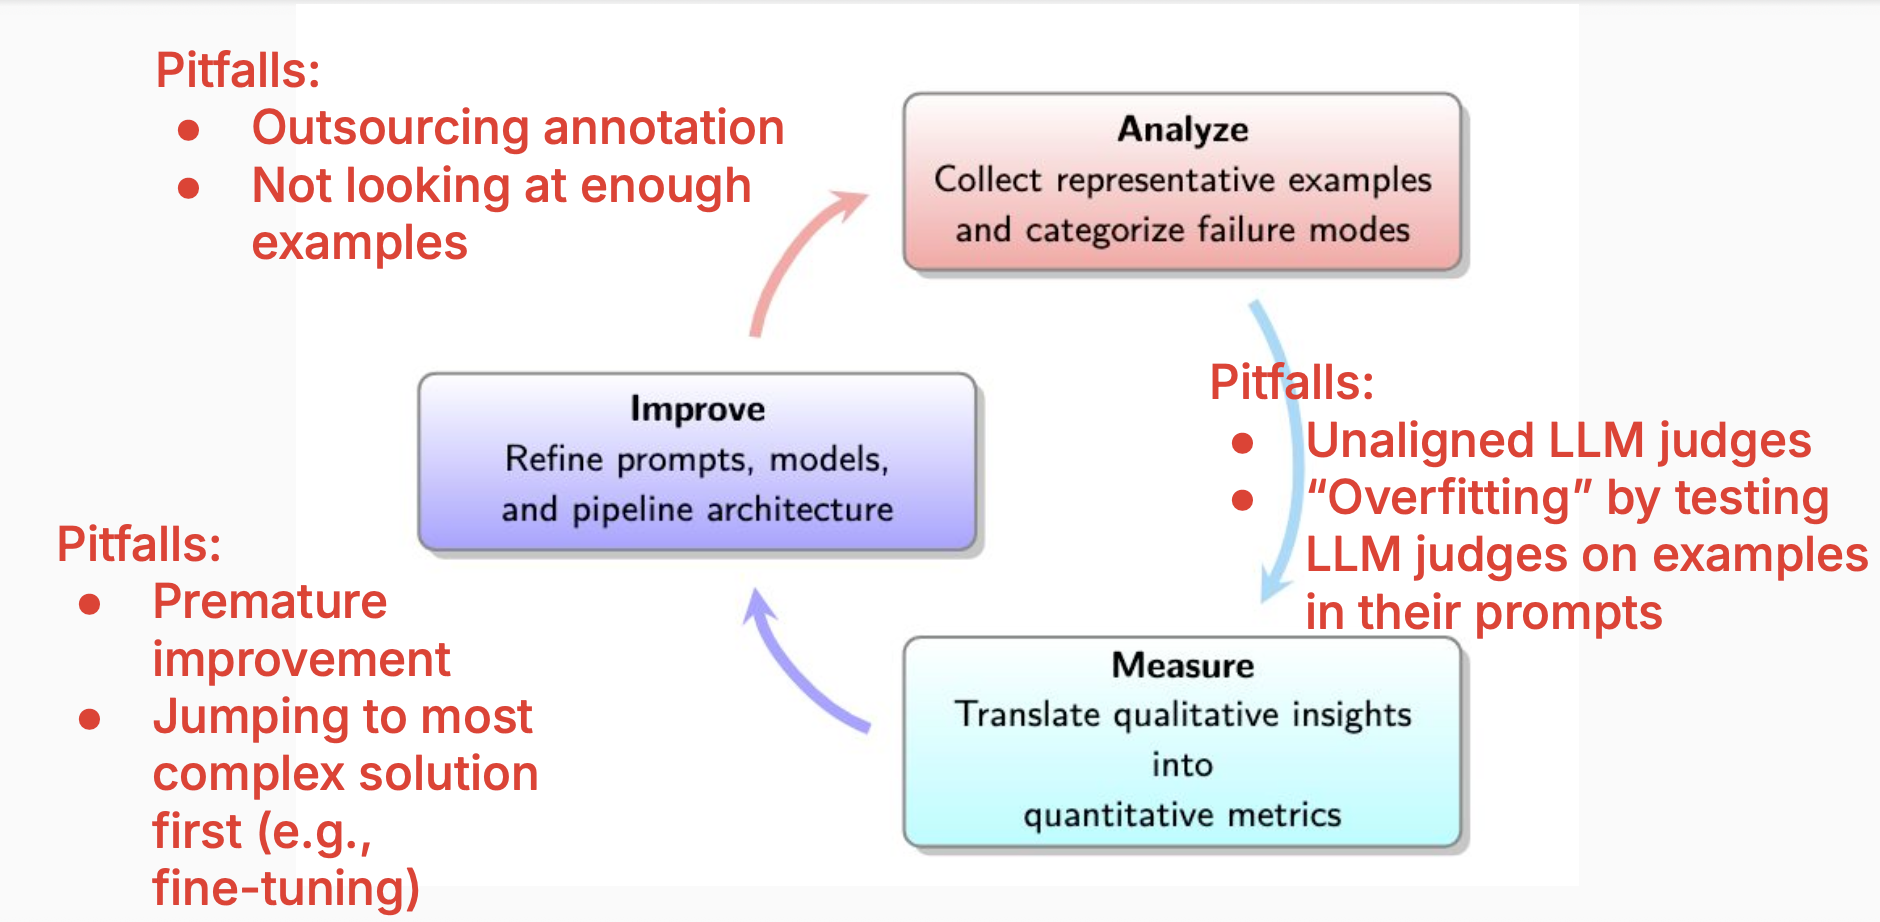 Pitfalls:
● Outsourcing annotation
● Not looking at enough
examples
Analyze
Collect representative examples
and categorize failure modes
Pitfalls:
● Unaligned LLM judges
● “Overfitting” by testing
LLM judges on examples
in their prompts
Improve
Refine prompts, models,
and pipeline architecture
Pitfalls:
● Premature
improvement
● Jumping to most
complex solution
first (e.g.,
fine-tuning)
Measure
Translate qualitative insights
into
quantitative metrics